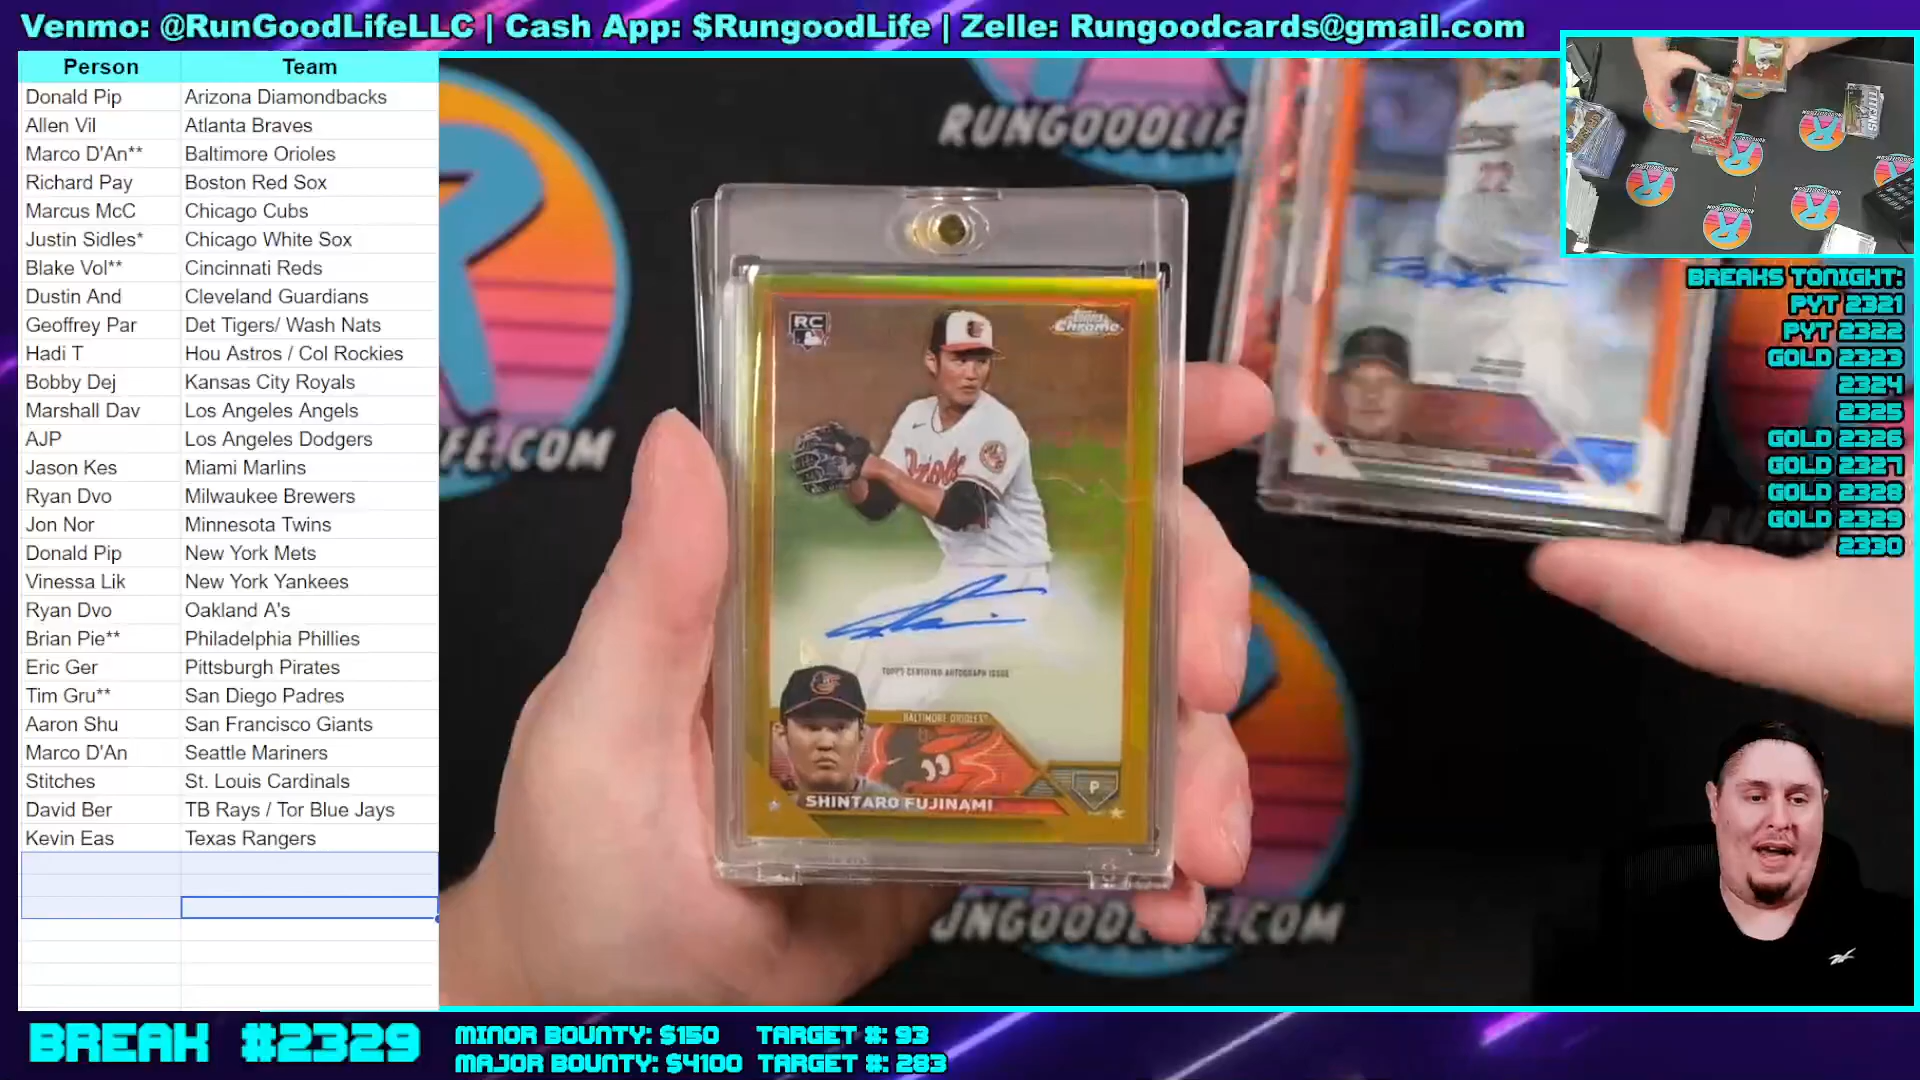 Venmo: @RunGoodLifeLLC | Cash App: $RungoodLife | Zelle: Rungoodcards@gmail.com
Person Team
Donald Pip Arizona Diamondbacks
Allen Vil Atlanta Braves
Marco D'An** Baltimore Orioles
Richard Pay Boston Red Sox
Marcus McC Chicago Cubs
Justin Sidles* Chicago White Sox
Blake Vol** Cincinnati Reds
Dustin And Cleveland Guardians
Geoffrey Par Det Tigers/ Wash Nats
Hadi T Hou Astros / Col Rockies
Bobby Dej Kansas City Royals
Marshall Dav Los Angeles Angels
AJP Los Angeles Dodgers
Jason Kes Miami Marlins
Ryan Dvo Milwaukee Brewers
Jon Nor Minnesota Twins
Donald Pip New York Mets
Vinessa Lik New York Yankees
Ryan Dvo Oakland A's
Brian Pie** Philadelphia Phillies
Eric Ger Pittsburgh Pirates
Tim Gru** San Diego Padres
Aaron Shu San Francisco Giants
Marco D'An Seattle Mariners
Stitches St. Louis Cardinals
David Ber TB Rays / Tor Blue Jays
Kevin Eas Texas Rangers
RUNGOODLIFE
FE.COM
RC
Topps
Chrome
TOPPS CERTIFIED AUTOGRAPH ISSUE
BALTIMORE ORIOLES
P
SHINTARO FUJINAMI
BREAKS TONIGHT:
PYT 2321
PYT 2322
GOLD 2323
2324
2325
GOLD 2326
GOLD 2327
GOLD 2328
GOLD 2329
2330
BREAK #2329
MINOR BOUNTY: $150 TARGET #: 93
MAJOR BOUNTY: $4100 TARGET #: 283